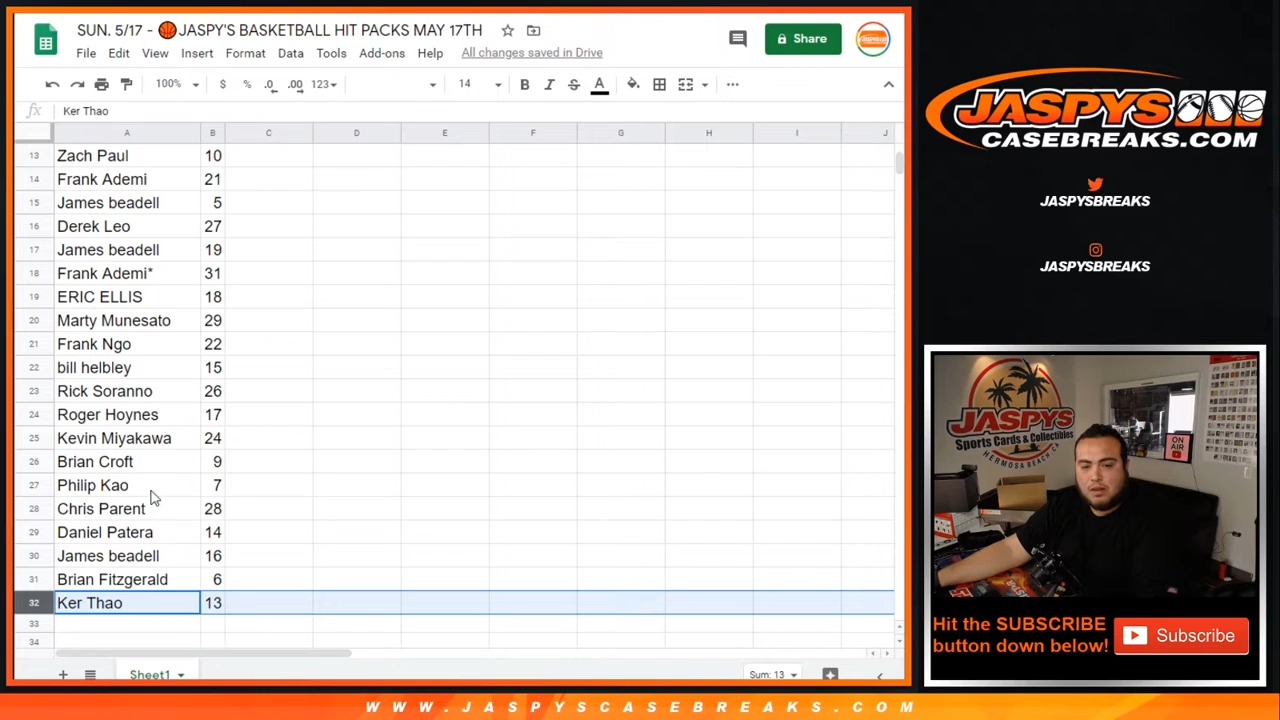 SUN. 5/17 - 🏀JASPY'S BASKETBALL HIT PACKS MAY 17TH
File Edit View Insert Format Data Tools Add-ons Help All changes saved in Drive
Share
100% $ % .0 .00 123 14 B I S A
fx Ker Thao
A B C D E F G H I J
13 Zach Paul 10
14 Frank Ademi 21
15 James beadell 5
16 Derek Leo 27
17 James beadell 19
18 Frank Ademi* 31
19 ERIC ELLIS 18
20 Marty Munesato 29
21 Frank Ngo 22
22 bill helbley 15
23 Rick Soranno 26
24 Roger Hoynes 17
25 Kevin Miyakawa 24
26 Brian Croft 9
27 Philip Kao 7
28 Chris Parent 28
29 Daniel Patera 14
30 James beadell 16
31 Brian Fitzgerald 6
32 Ker Thao 13
33
34
Sheet1 Sum: 13
JASPYS
CASEBREAKS.COM
JASPYSBREAKS
JASPYSBREAKS
JASPYS
Sports Cards & Collectibles
HERMOSA BEACH CA
ON AIR
Hit the SUBSCRIBE
button down below!
Subscribe
WWW.JASPYSCASEBREAKS.COM